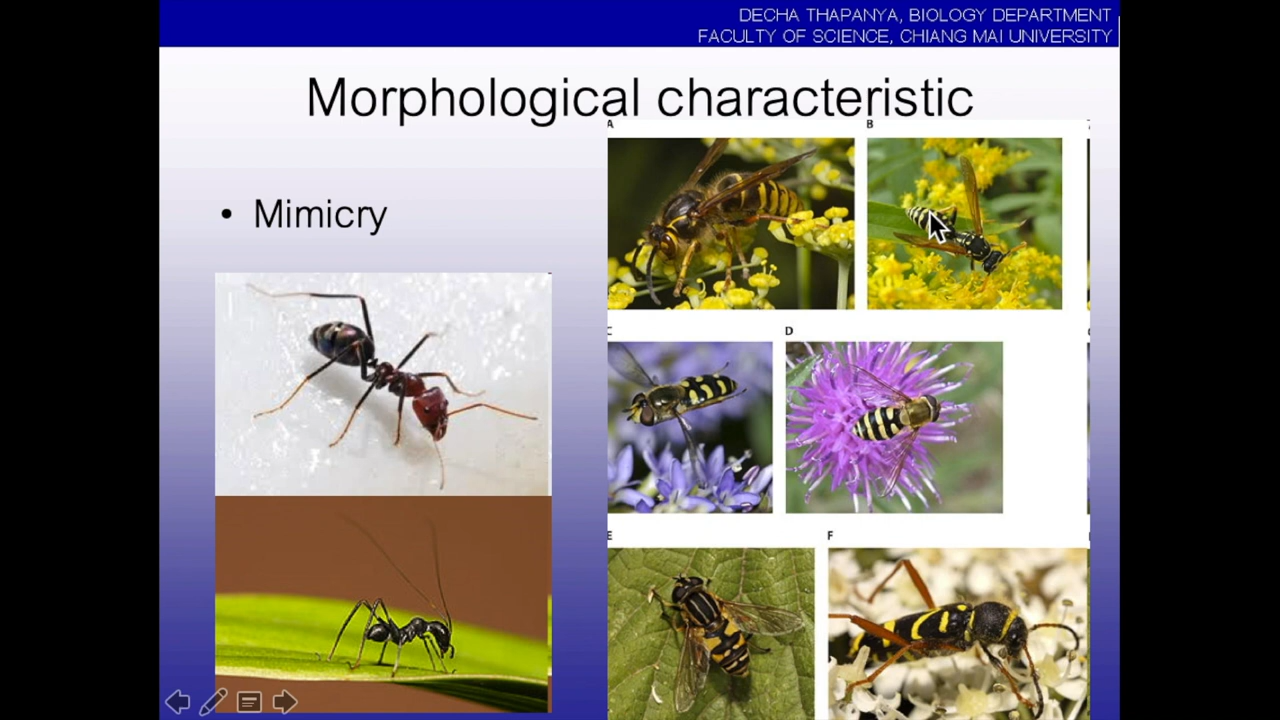 DECHA THAPANYA, BIOLOGY DEPARTMENT
FACULTY OF SCIENCE, CHIANG MAI UNIVERSITY
Morphological characteristic
• Mimicry
A
B
C
D
E
F